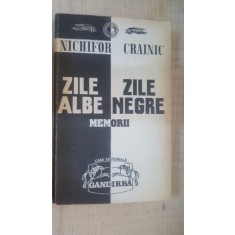 NICHIFOR CRAINIC
ZILE ALBE
ZILE NEGRE
MEMORII
CASA EDITORIALĂ
GÂNDIREA